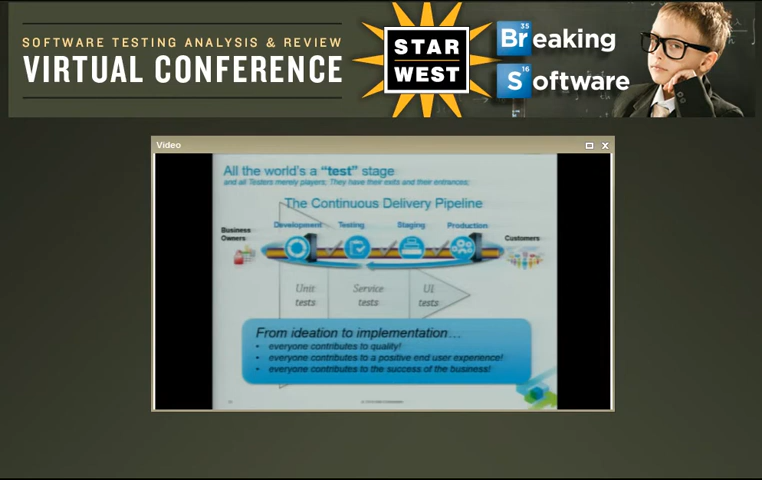 SOFTWARE TESTING ANALYSIS & REVIEW
VIRTUAL CONFERENCE
STAR
WEST
35
Breaking
16
Software
Video
All the world's a "test" stage
and all Testers merely players; They have their exits and their entrances;
The Continuous Delivery Pipeline
Development Testing Staging Production
Business
Owners
Customers
Unit Service UI
tests tests tests
From ideation to implementation...
• everyone contributes to quality!
• everyone contributes to a positive end user experience!
• everyone contributes to the success of the business!